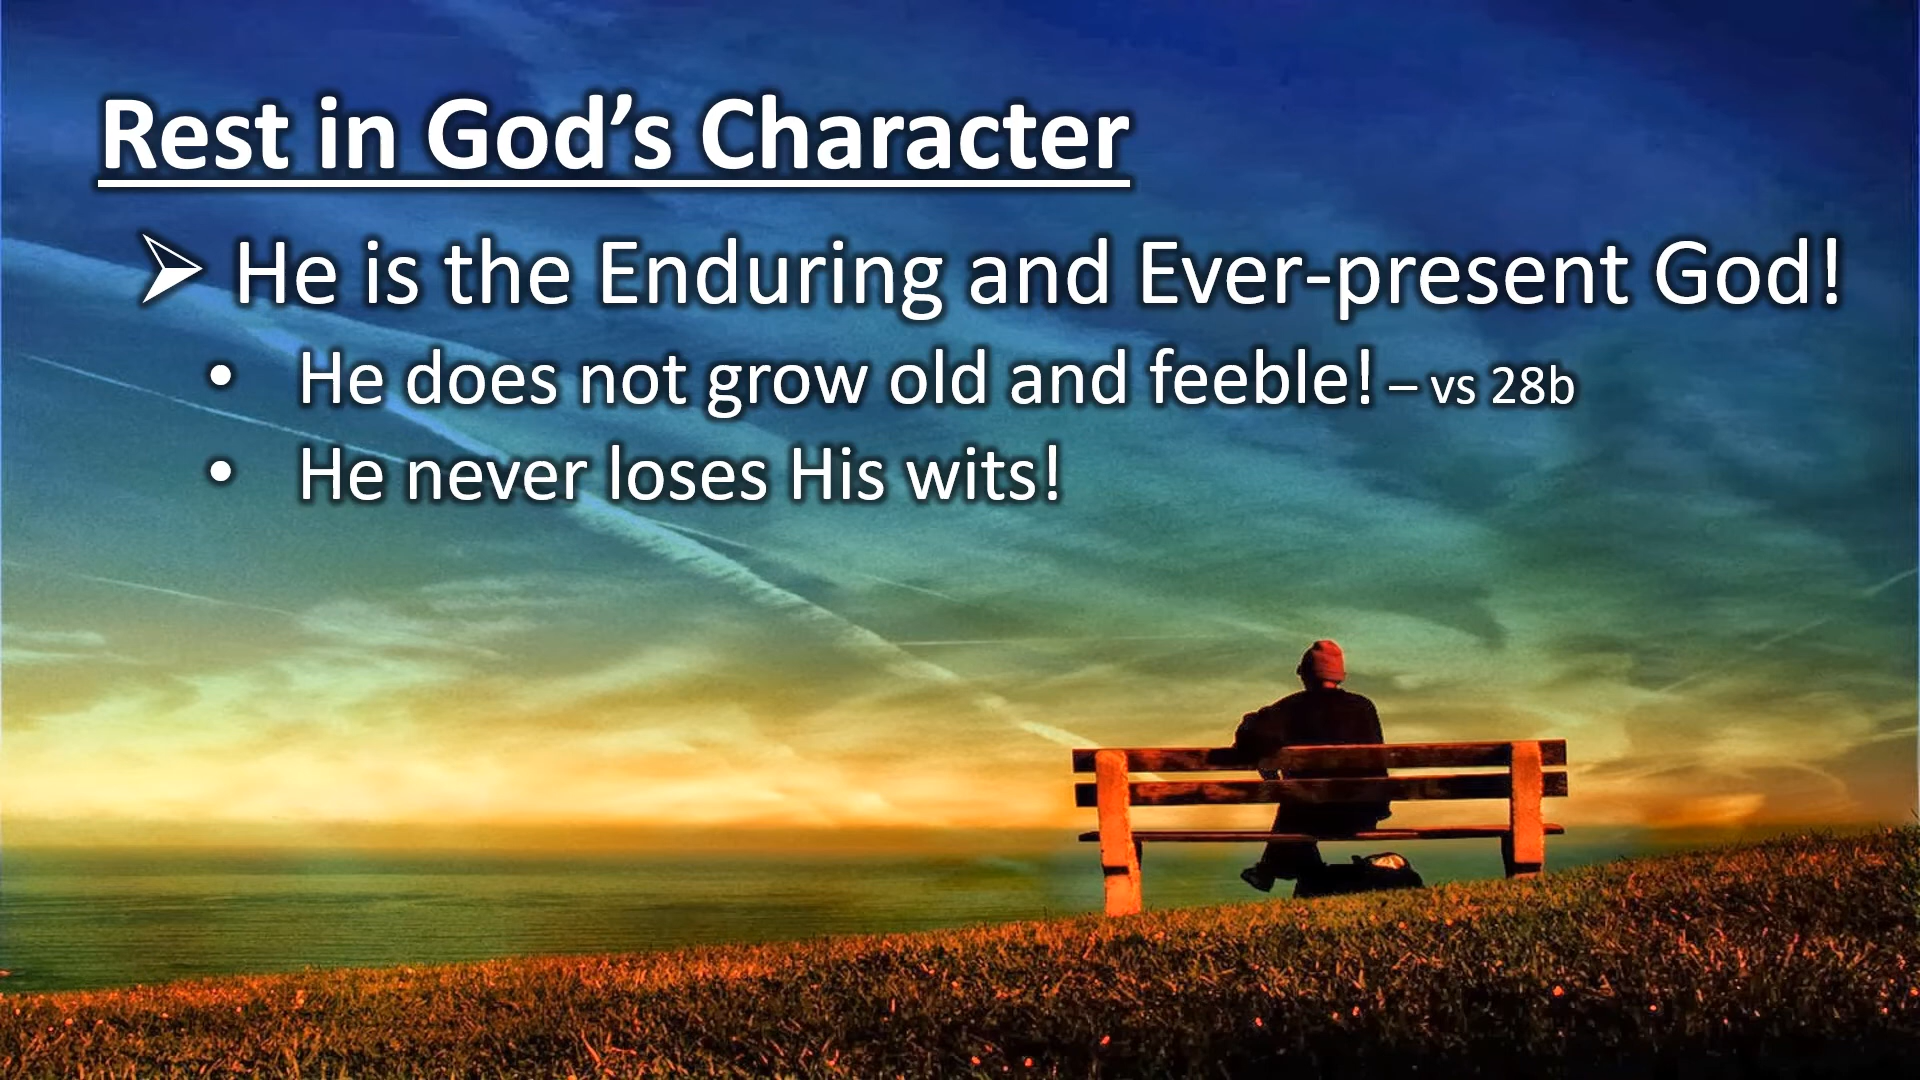 Rest in God’s Character
➢ He is the Enduring and Ever-present God!
• He does not grow old and feeble! – vs 28b
• He never loses His wits!